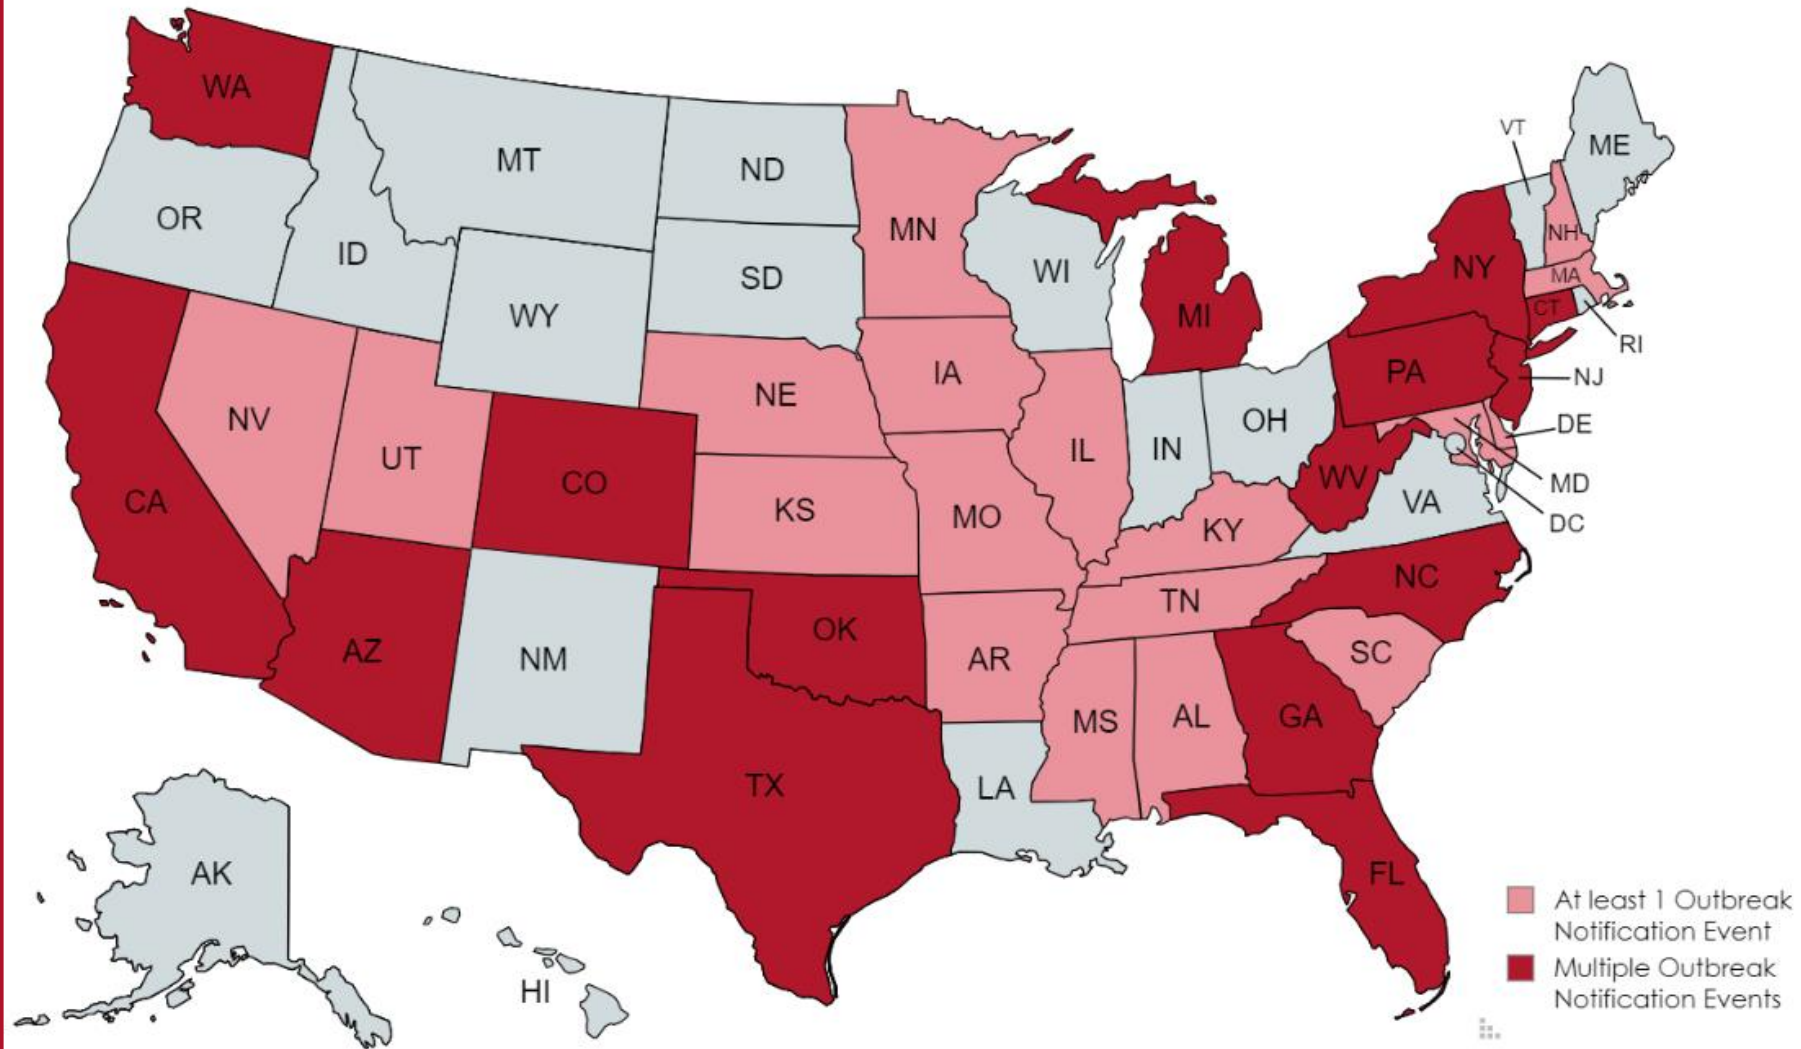 WA
MT
ND
MN
VT
ME
OR
ID
SD
WI
NH
NY
MA
WY
MI
CT
RI
IA
PA
NJ
NE
NV
OH
DE
UT
IL
IN
CO
WV
MD
CA
KS
MO
VA
DC
KY
NC
TN
OK
AZ
NM
AR
SC
MS
AL
GA
TX
LA
AK
FL
HI
At least 1 Outbreak
Notification Event
Multiple Outbreak
Notification Events